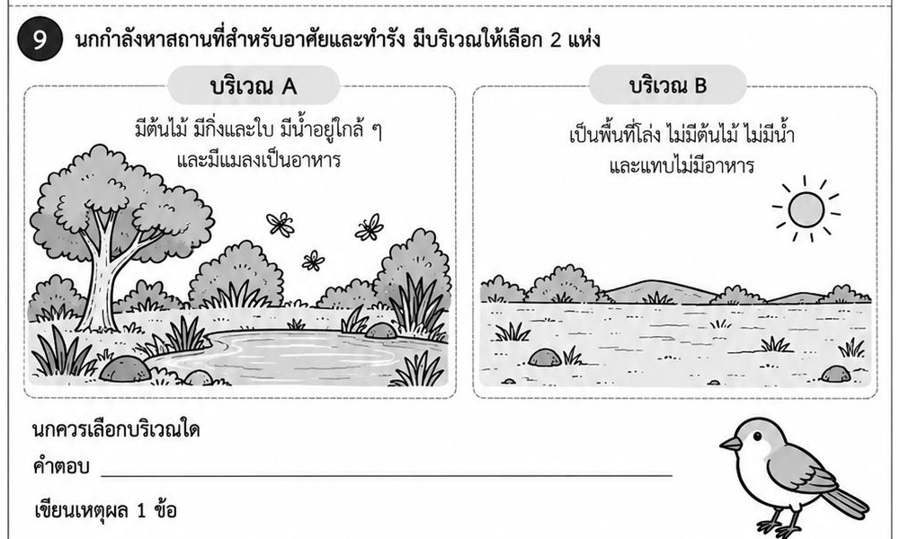 9 นกกำลังหาสถานที่สำหรับอาศัยและทำรัง มีบริเวณให้เลือก 2 แห่ง
บริเวณ A
มีต้นไม้ มีกิ่งและใบ มีน้ำอยู่ใกล้ ๆ
และมีแมลงเป็นอาหาร
บริเวณ B
เป็นพื้นที่โล่ง ไม่มีต้นไม้ ไม่มีน้ำ
และแทบไม่มีอาหาร
นกควรเลือกบริเวณใด
คำตอบ
เขียนเหตุผล 1 ข้อ